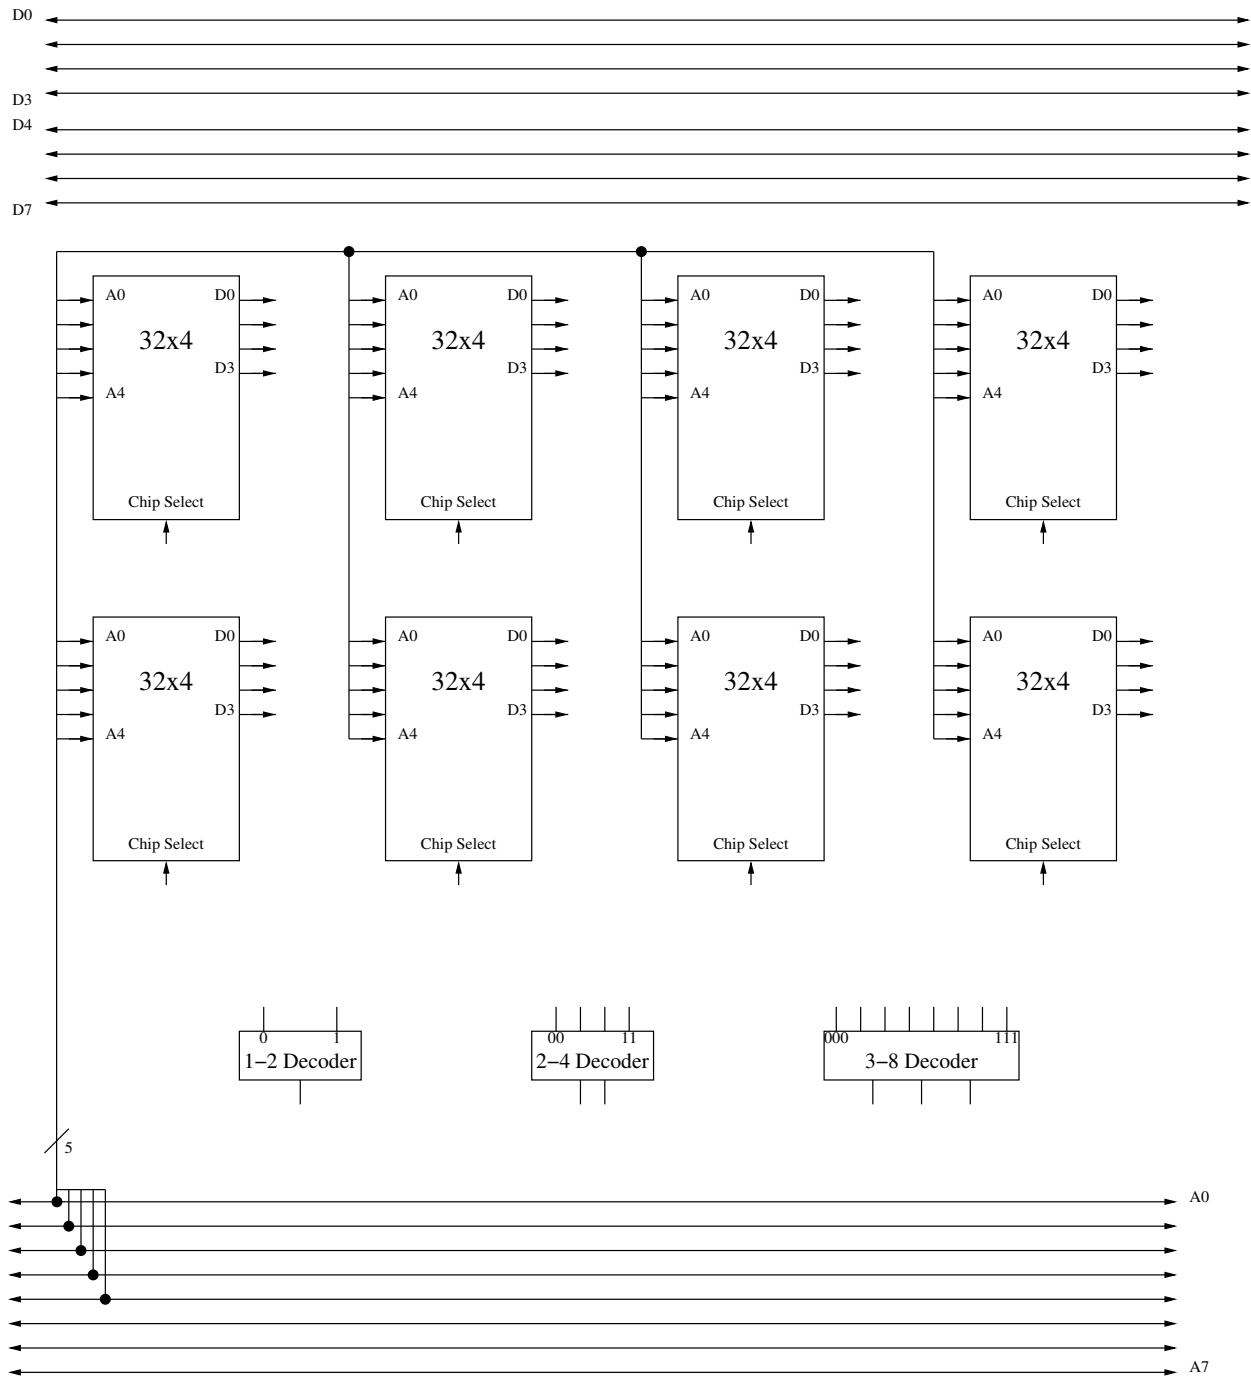 D0
D3
D4
D7
A0 D0 A0 D0 A0 D0 A0 D0
32x4 32x4 32x4 32x4
D3 D3 D3 D3
A4 A4 A4 A4
Chip Select Chip Select Chip Select Chip Select
A0 D0 A0 D0 A0 D0 A0 D0
32x4 32x4 32x4 32x4
D3 D3 D3 D3
A4 A4 A4 A4
Chip Select Chip Select Chip Select Chip Select
0 1 00 11 000 111
1−2 Decoder 2−4 Decoder 3−8 Decoder
5
A0
A7